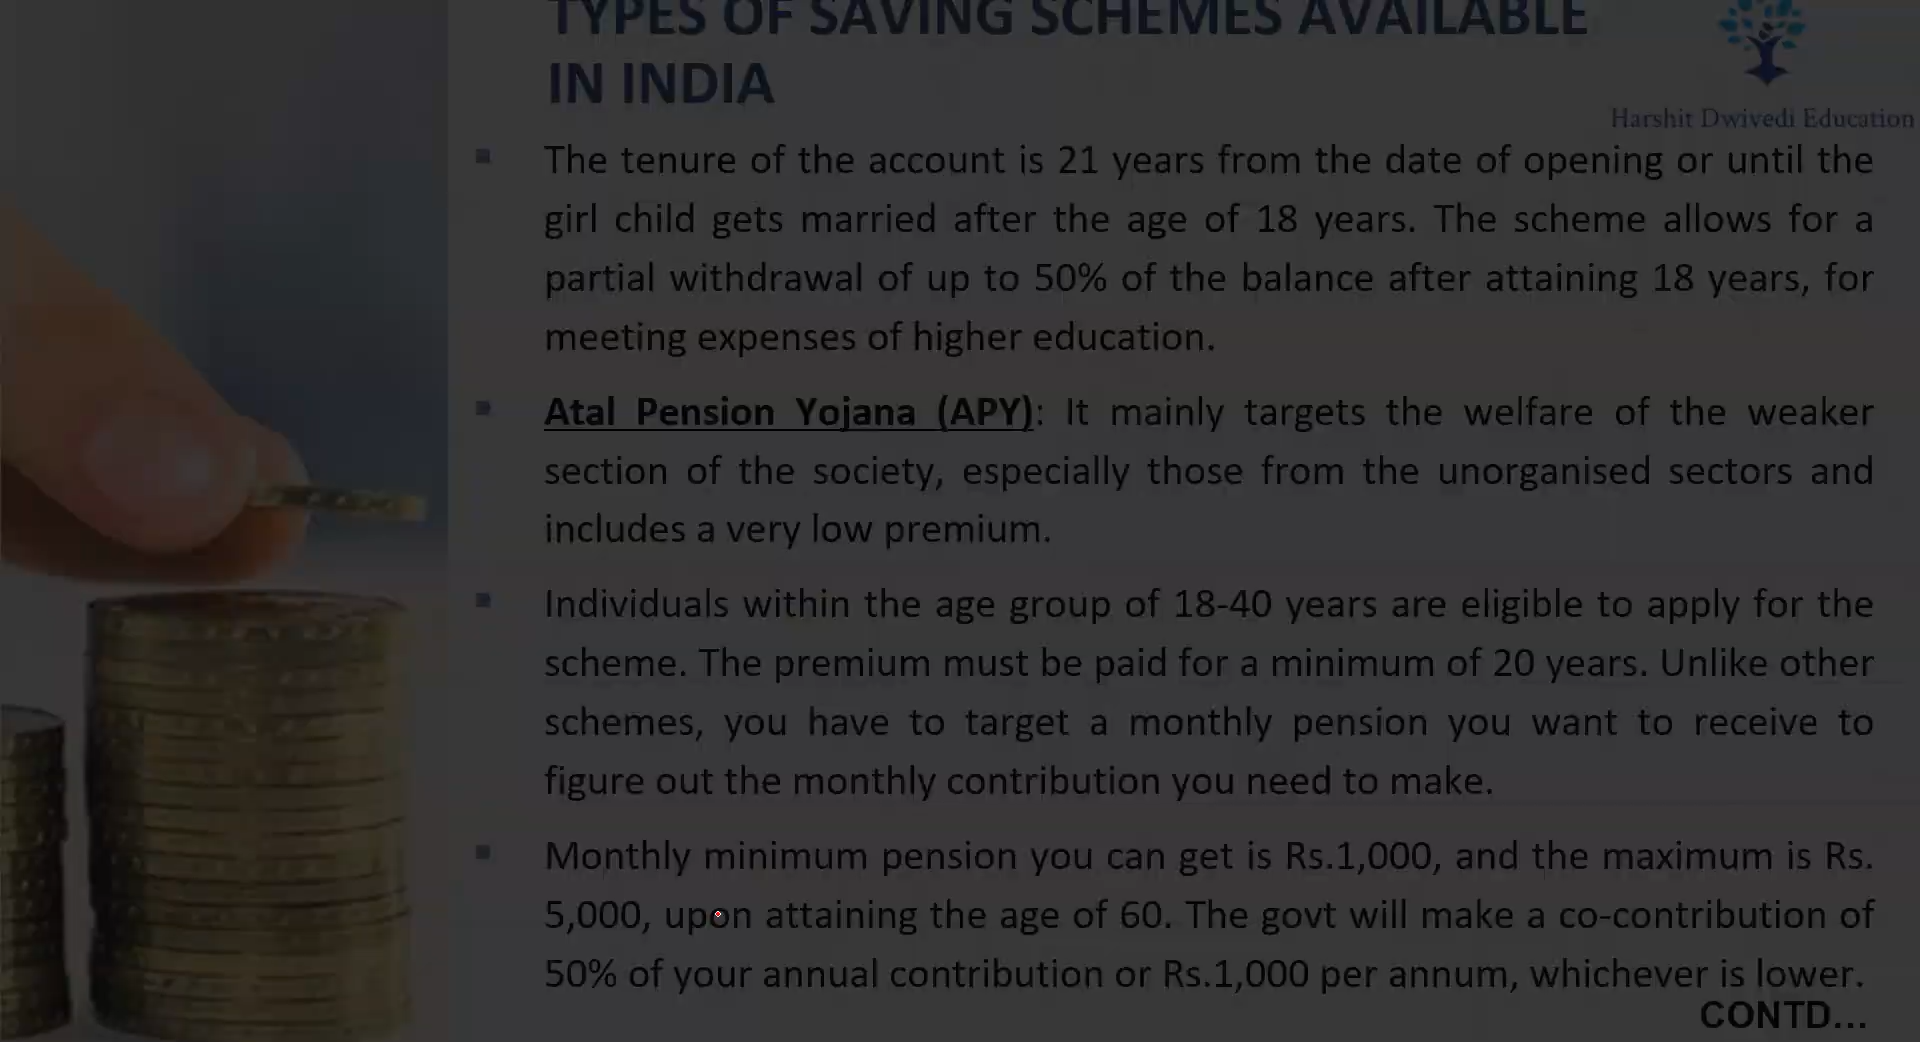 TYPES OF SAVING SCHEMES AVAILABLE
IN INDIA
Harshit Dwivedi Education
The tenure of the account is 21 years from the date of opening or until the
girl child gets married after the age of 18 years. The scheme allows for a
partial withdrawal of up to 50% of the balance after attaining 18 years, for
meeting expenses of higher education.
Atal Pension Yojana (APY): It mainly targets the welfare of the weaker
section of the society, especially those from the unorganised sectors and
includes a very low premium.
Individuals within the age group of 18-40 years are eligible to apply for the
scheme. The premium must be paid for a minimum of 20 years. Unlike other
schemes, you have to target a monthly pension you want to receive to
figure out the monthly contribution you need to make.
Monthly minimum pension you can get is Rs.1,000, and the maximum is Rs.
5,000, upon attaining the age of 60. The govt will make a co-contribution of
50% of your annual contribution or Rs.1,000 per annum, whichever is lower.
CONTD...